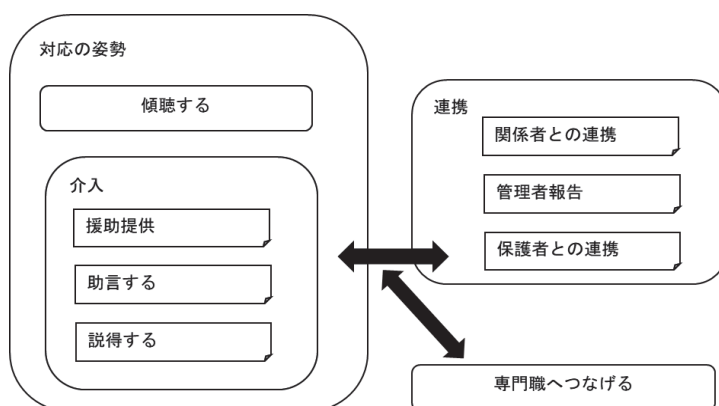 対応の姿勢
傾聴する
介入
援助提供
助言する
説得する
連携
関係者との連携
管理者報告
保護者との連携
専門職へつなげる